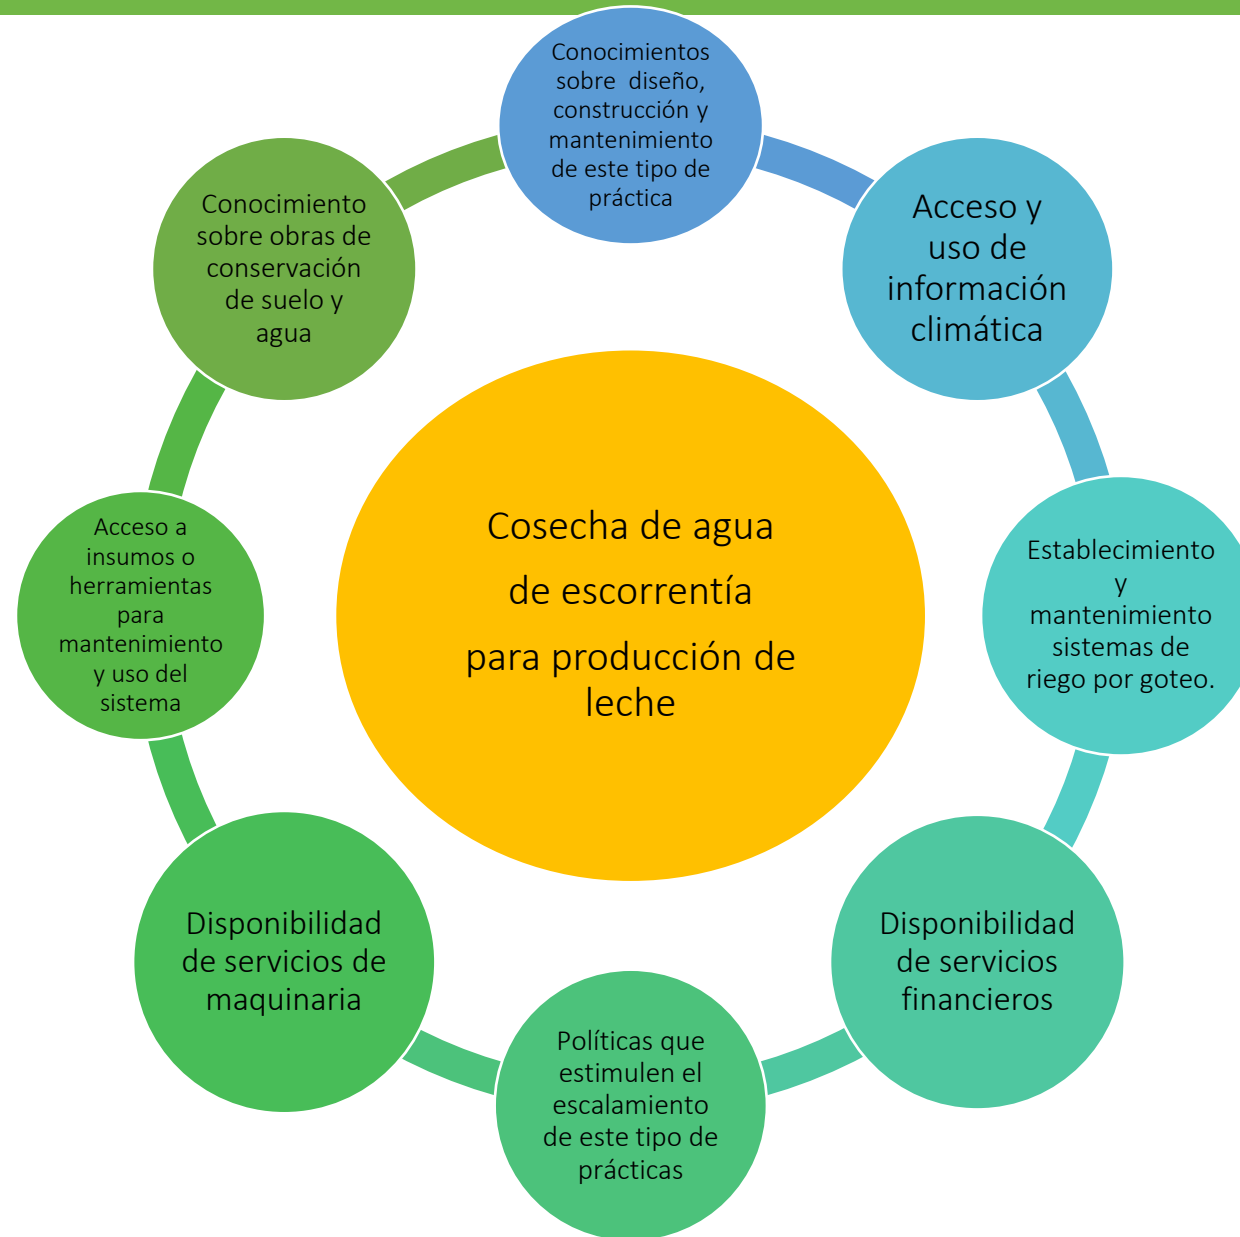 Conocimientos
sobre diseño,
construcción y
mantenimiento
de este tipo de
práctica
Acceso y
uso de
información
climática
Establecimiento
y
mantenimiento
sistemas de
riego por goteo.
Disponibilidad
de servicios
financieros
Políticas que
estimulen el
escalamiento
de este tipo de
prácticas
Disponibilidad
de servicios de
maquinaria
Acceso a
insumos o
herramientas
para
mantenimiento
y uso del
sistema
Conocimiento
sobre obras de
conservación
de suelo y
agua
Cosecha de agua
de escorrentía
para producción de
leche